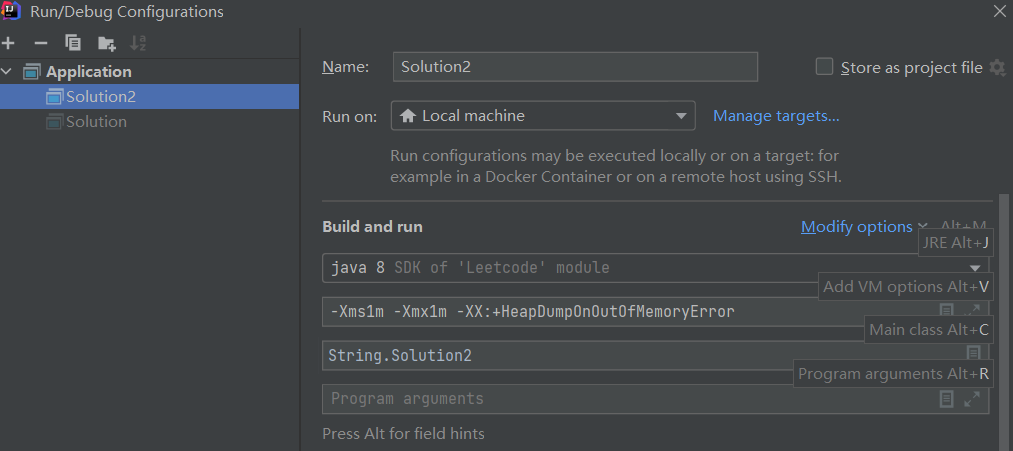 Run/Debug Configurations
Application
Solution2
Solution
Name: Solution2 Store as project file
Run on: Local machine Manage targets...
Run configurations may be executed locally or on a target: for
example in a Docker Container or on a remote host using SSH.
Build and run Modify options Alt+M
JRE Alt+J
java 8 SDK of 'Leetcode' module
Add VM options Alt+V
-Xms1m -Xmx1m -XX:+HeapDumpOnOutOfMemoryError
Main class Alt+C
String.Solution2
Program arguments Alt+R
Program arguments
Press Alt for field hints